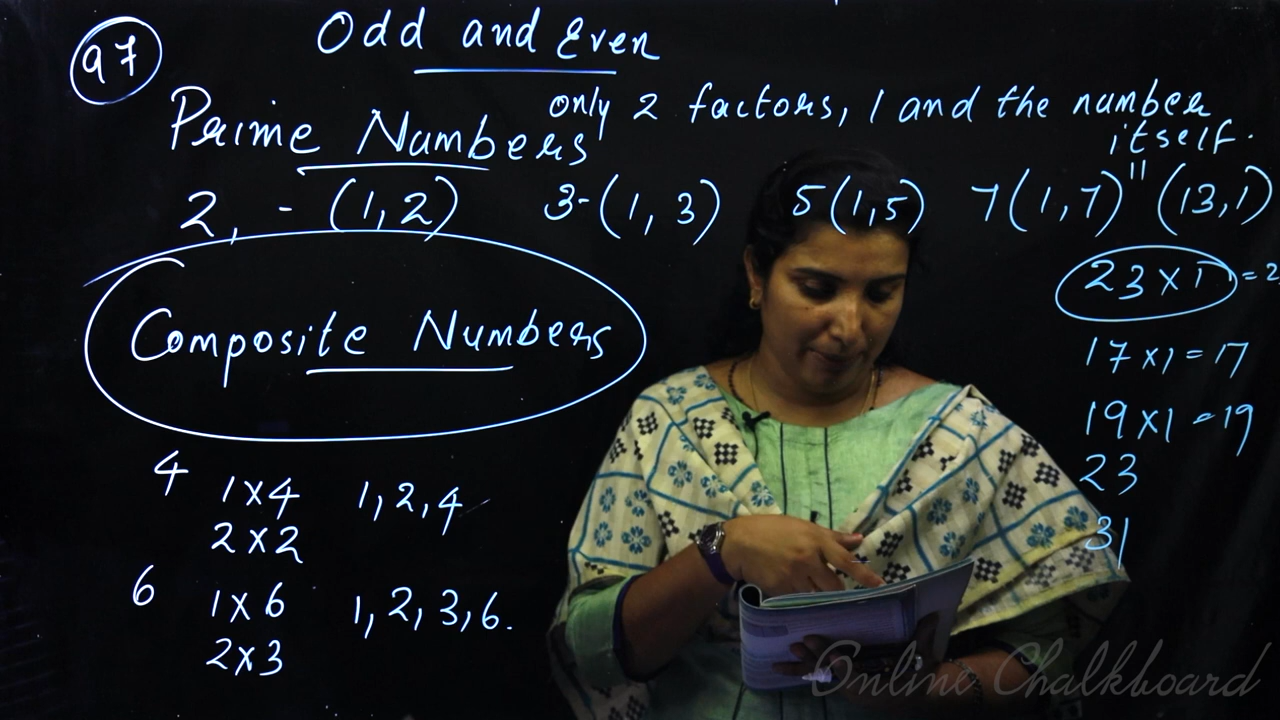 97
Odd and Even
Prime Numbers
only 2 factors, 1 and the number
itself.
2, - (1,2) 3-(1,3) 5(1,5) 7(1,7) 11 (13,1)
23x1 = 2
Composite Numbers
17x1=17
19x1=19
23
31
4 1x4 1,2,4
2x2
6 1x6 1,2,3,6.
2x3
Online Chalkboard